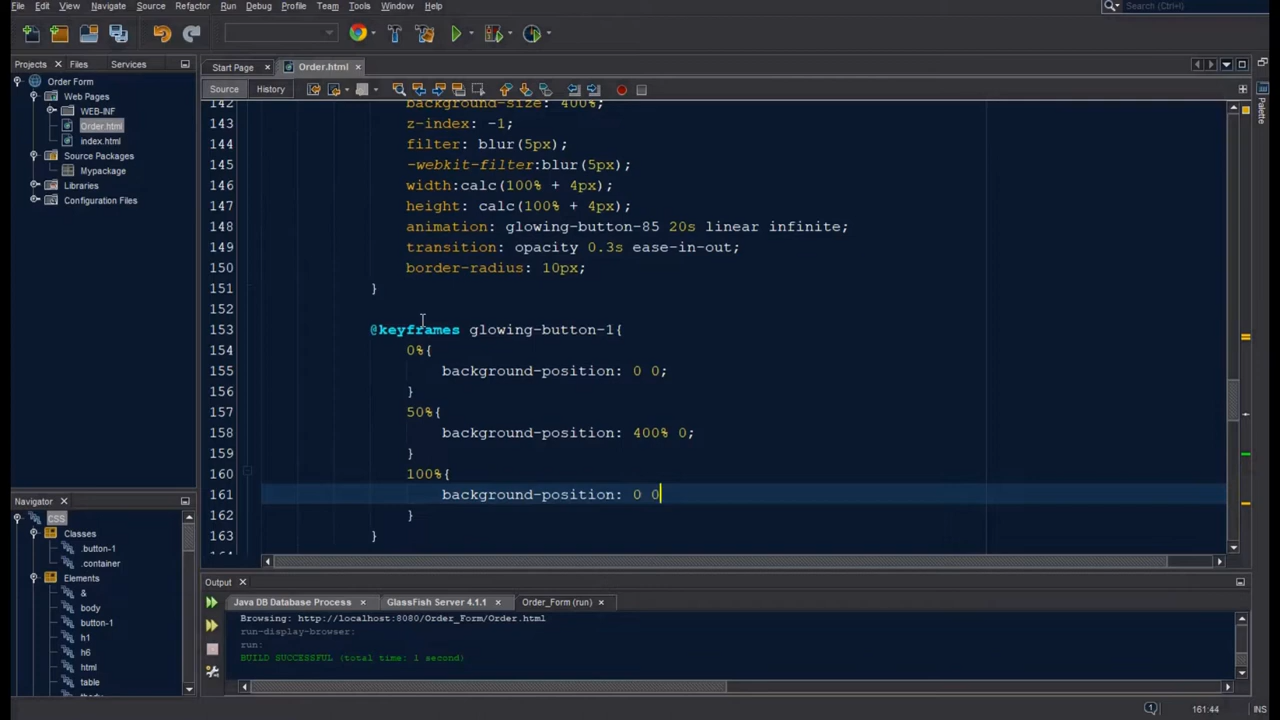 File Edit View Navigate Source Refactor Run Debug Profile Team Tools Window Help
Search (Ctrl+I)
Projects Files Services
Start Page Order.html
Source History
Palette
Order Form
Web Pages
WEB-INF
Order.html
index.html
Source Packages
Mypackage
Libraries
Configuration Files
142 background-size: 400%;
143 z-index: -1;
144 filter: blur(5px);
145 -webkit-filter:blur(5px);
146 width:calc(100% + 4px);
147 height: calc(100% + 4px);
148 animation: glowing-button-85 20s linear infinite;
149 transition: opacity 0.3s ease-in-out;
150 border-radius: 10px;
151 }
152
153 @keyframes glowing-button-1{
154 0%{
155 background-position: 0 0;
156 }
157 50%{
158 background-position: 400% 0;
159 }
160 100%{
161 background-position: 0 0
162 }
163 }
Navigator
CSS
Classes
.button-1
.container
Elements
&
body
button-1
h1
h6
html
table
Output
Java DB Database Process GlassFish Server 4.1.1 Order_Form (run)
Browsing: http://localhost:8080/Order_Form/Order.html
run-display-browser:
run:
BUILD SUCCESSFUL (total time: 1 second)
1 161:44 INS